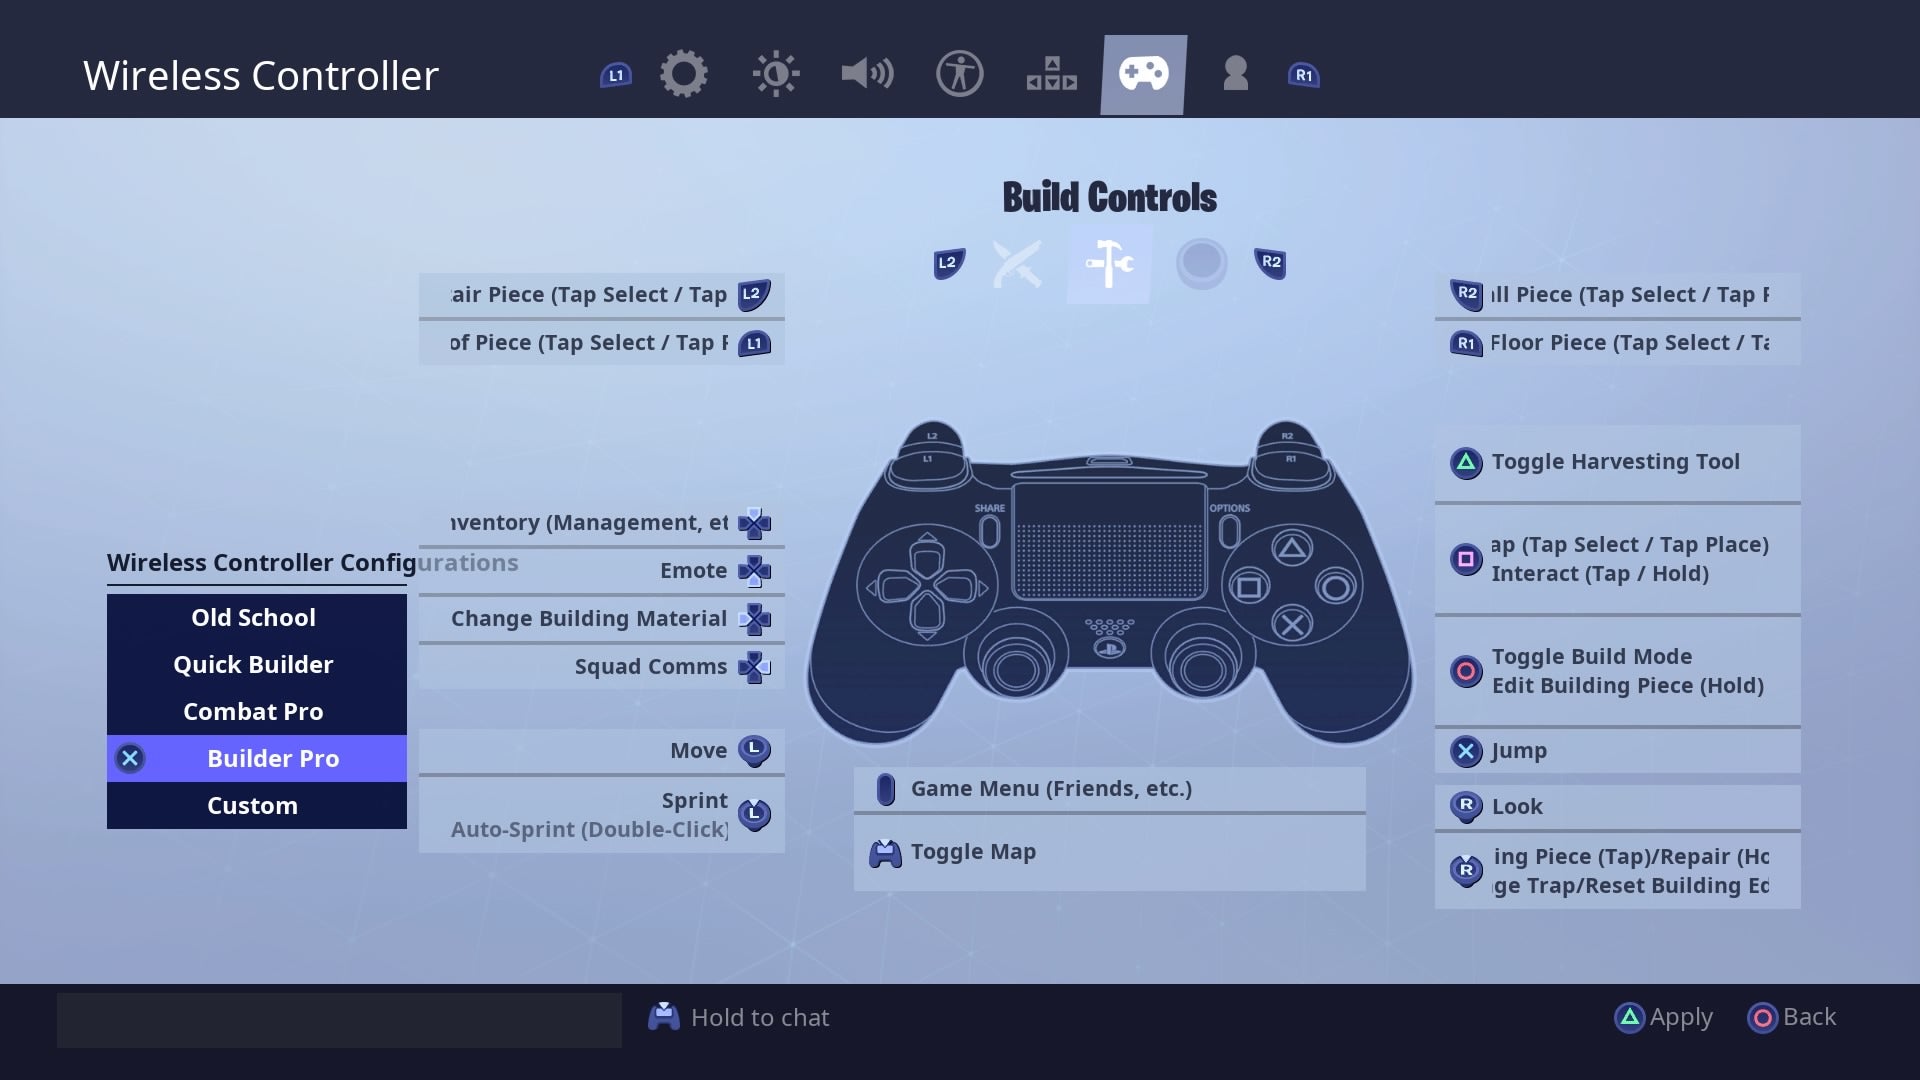 Wireless Controller
L1
R1
Build Controls
L2
R2
air Piece (Tap Select / Tap
L2
of Piece (Tap Select / Tap
L1
R2
ll Piece (Tap Select / Tap
R1
Floor Piece (Tap Select /
L2
L1
R2
R1
SHARE
OPTIONS
Toggle Harvesting Tool
nventory (Management, et
Emote
Change Building Material
Squad Comms
ap (Tap Select / Tap Place)
Interact (Tap / Hold)
Wireless Controller Configurations
Old School
Quick Builder
Combat Pro
Builder Pro
Custom
Toggle Build Mode
Edit Building Piece (Hold)
Move
L
Sprint
Auto-Sprint (Double-Click)
L
Jump
R
Look
Game Menu (Friends, etc.)
Toggle Map
R
ing Piece (Tap)/Repair (Ho
ge Trap/Reset Building Ed
Hold to chat
Apply
Back